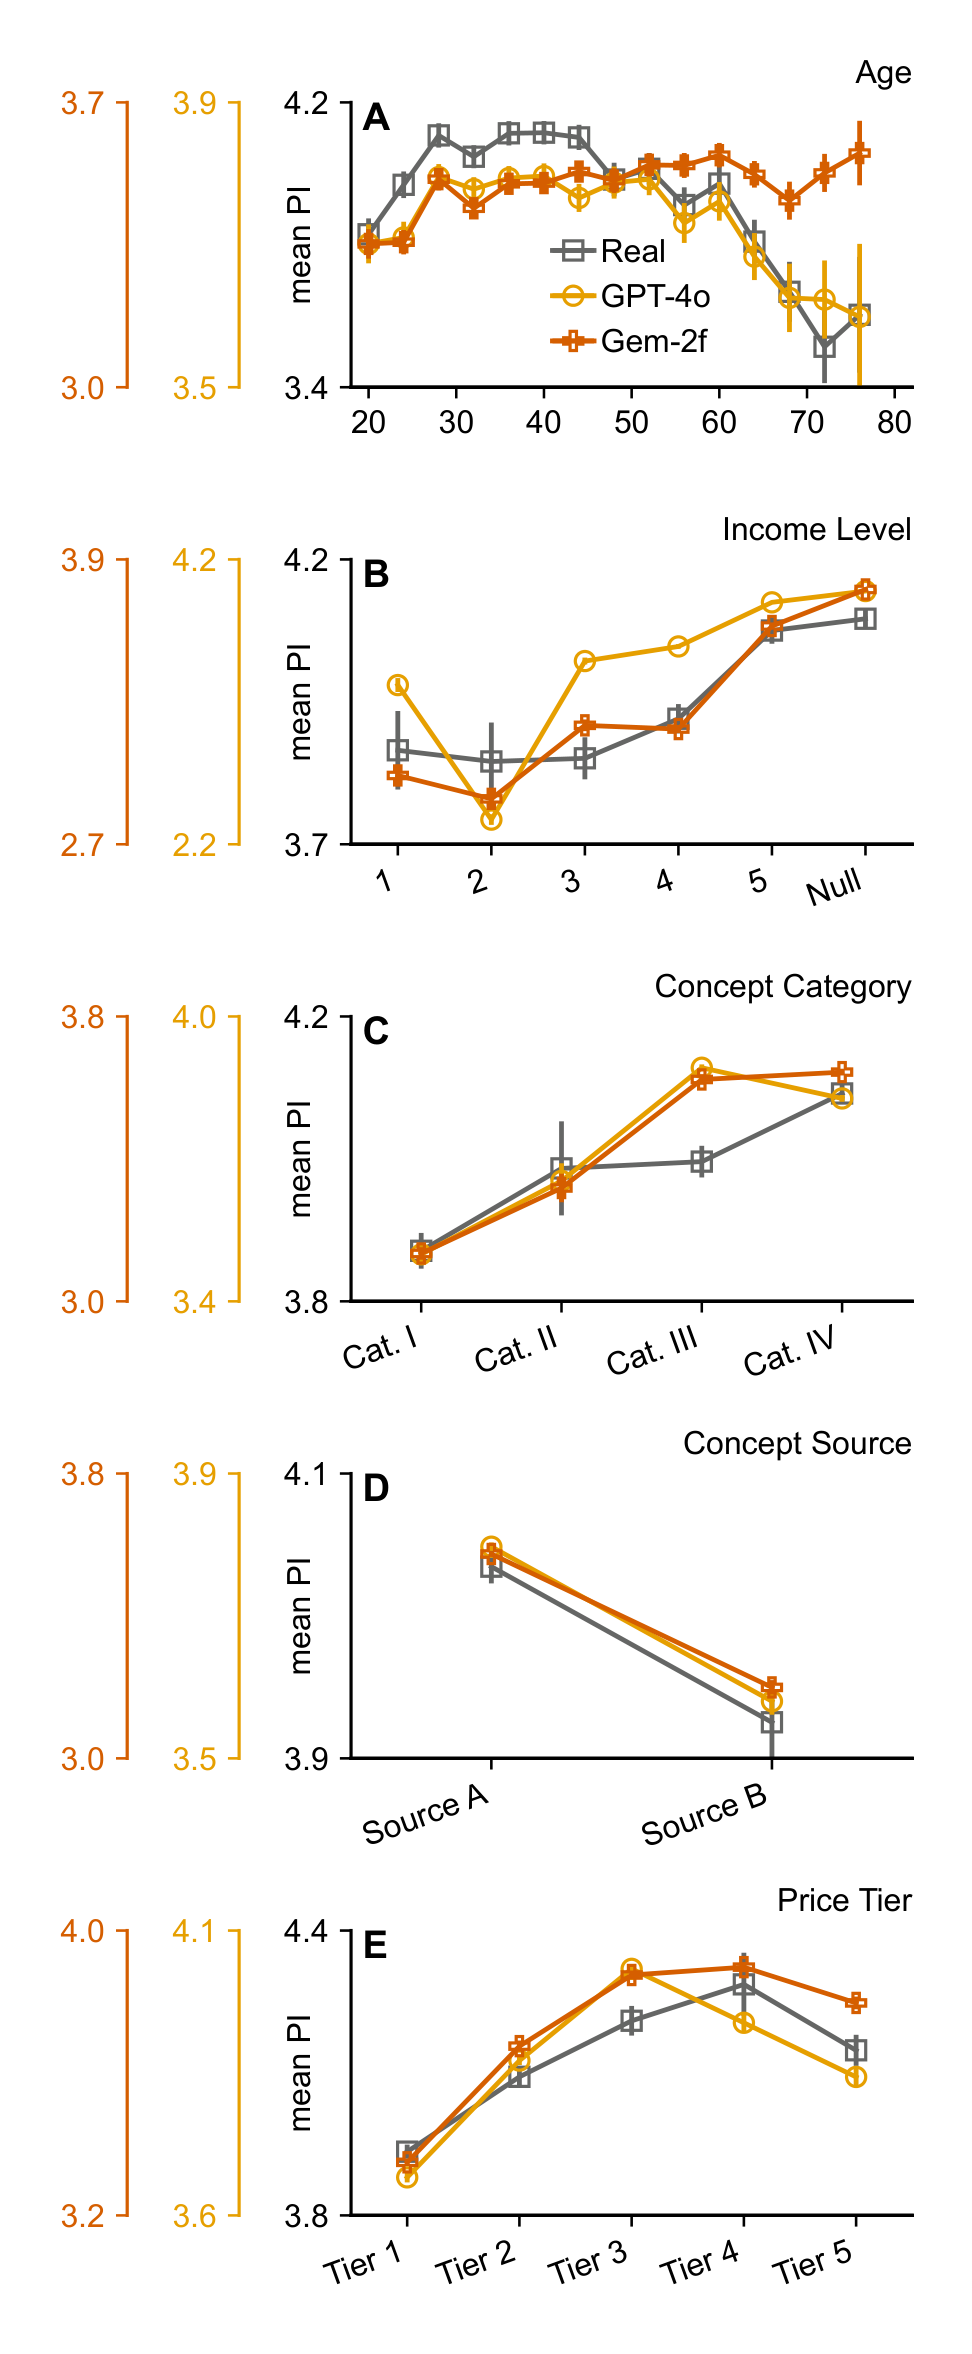 Age
3.7 3.9 4.2 A
mean PI
Real
GPT-4o
Gem-2f
3.0 3.5 3.4
20 30 40 50 60 70 80
Income Level
3.9 4.2 4.2 B
mean PI
2.7 2.2 3.7
1 2 3 4 5 Null
Concept Category
3.8 4.0 4.2 C
mean PI
3.0 3.4 3.8
Cat. I Cat. II Cat. III Cat. IV
Concept Source
3.8 3.9 4.1 D
mean PI
3.0 3.5 3.9
Source A Source B
Price Tier
4.0 4.1 4.4 E
mean PI
3.2 3.6 3.8
Tier 1 Tier 2 Tier 3 Tier 4 Tier 5